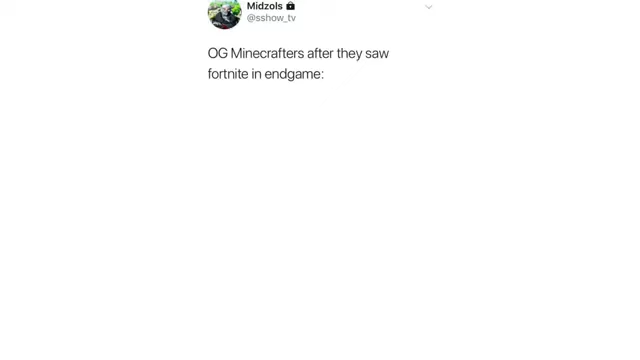 Midzols
@sshow_tv
OG Minecrafters after they saw
fortnite in endgame: